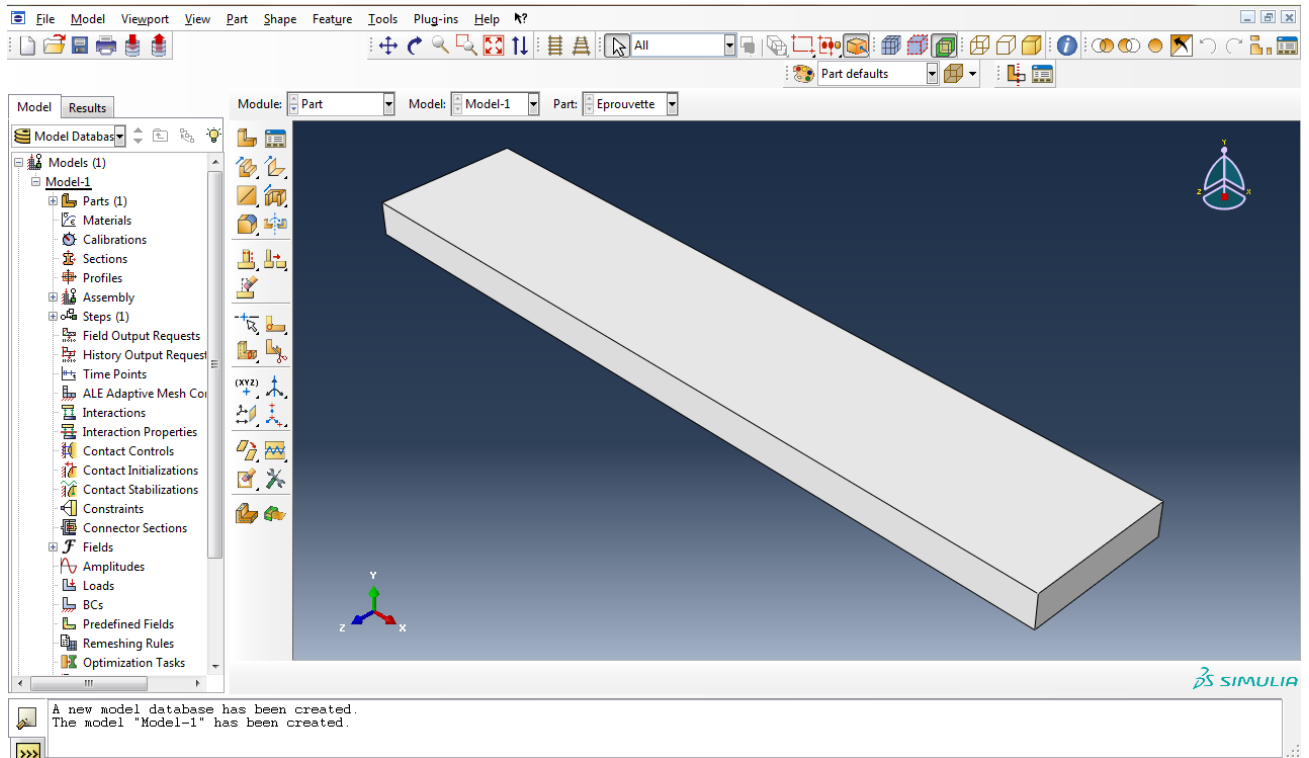 File Model Viewport View Part Shape Feature Tools Plug-ins Help
All
Part defaults
Model Results
Module: Part Model: Model-1 Part: Eprouvette
Model Databas
Models (1)
Model-1
Parts (1)
Materials
Calibrations
Sections
Profiles
Assembly
Steps (1)
Field Output Requests
History Output Request
Time Points
ALE Adaptive Mesh Co
Interactions
Interaction Properties
Contact Controls
Contact Initializations
Contact Stabilizations
Constraints
Connector Sections
Fields
Amplitudes
Loads
BCs
Predefined Fields
Remeshing Rules
Optimization Tasks
(XYZ)
Y
Z X
Y
Z X
SIMULIA
A new model database has been created.
The model "Model-1" has been created.
>>>